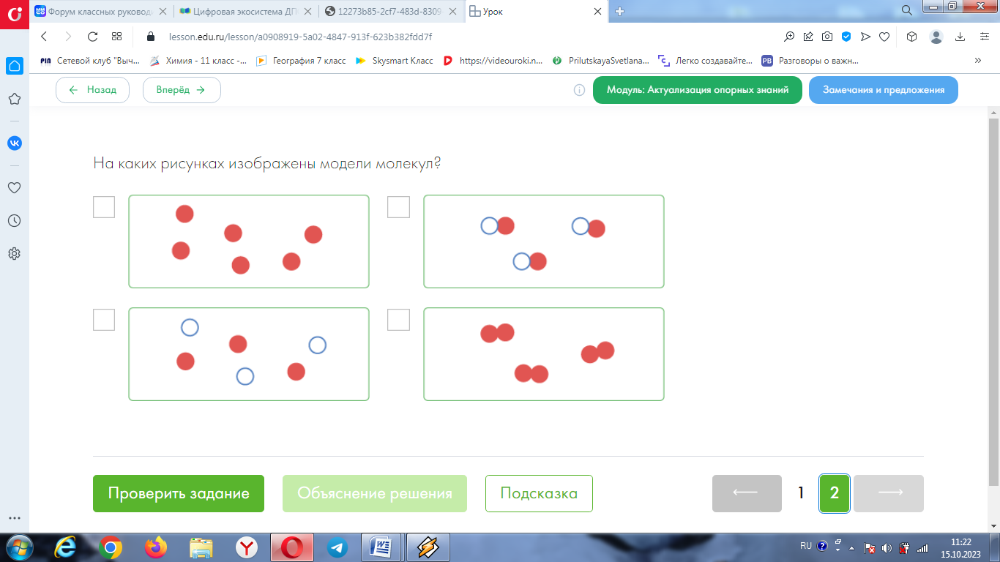 Форум классных руковод
Цифровая экосистема ДП
12273b85-2cf7-483d-8309
Урок
lesson.edu.ru/lesson/a0908919-5a02-4847-913f-623b382fdd7f
Сетевой клуб "Выч...
Химия - 11 класс -...
География 7 класс
Skysmart Класс
https://videouroki.n...
PrilutskayaSvetlana...
Легко создавайте...
РВ
Разговоры о важн...
Назад
Вперёд
Модуль: Актуализация опорных знаний
Замечания и предложения
На каких рисунках изображены модели молекул?
Проверить задание
Объяснение решения
Подсказка
1
2
RU
11:22
15.10.2023